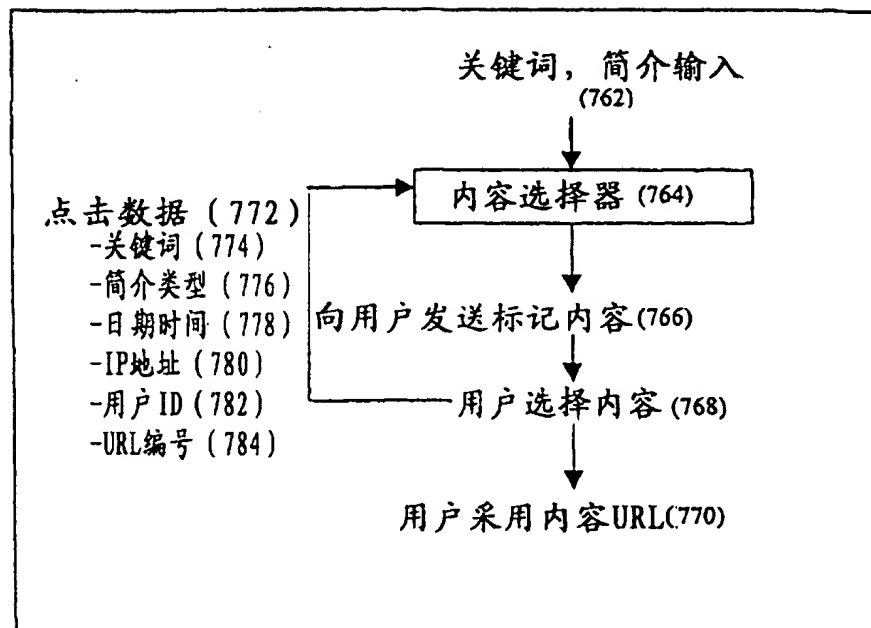 关键词，简介输入
(762)
内容选择器 (764)
点击数据（772）
-关键词（774）
-简介类型（776）
-日期时间（778）
-IP地址（780）
-用户ID（782）
-URL编号（784）
向用户发送标记内容(766)
用户选择内容 (768)
用户采用内容URL(770)